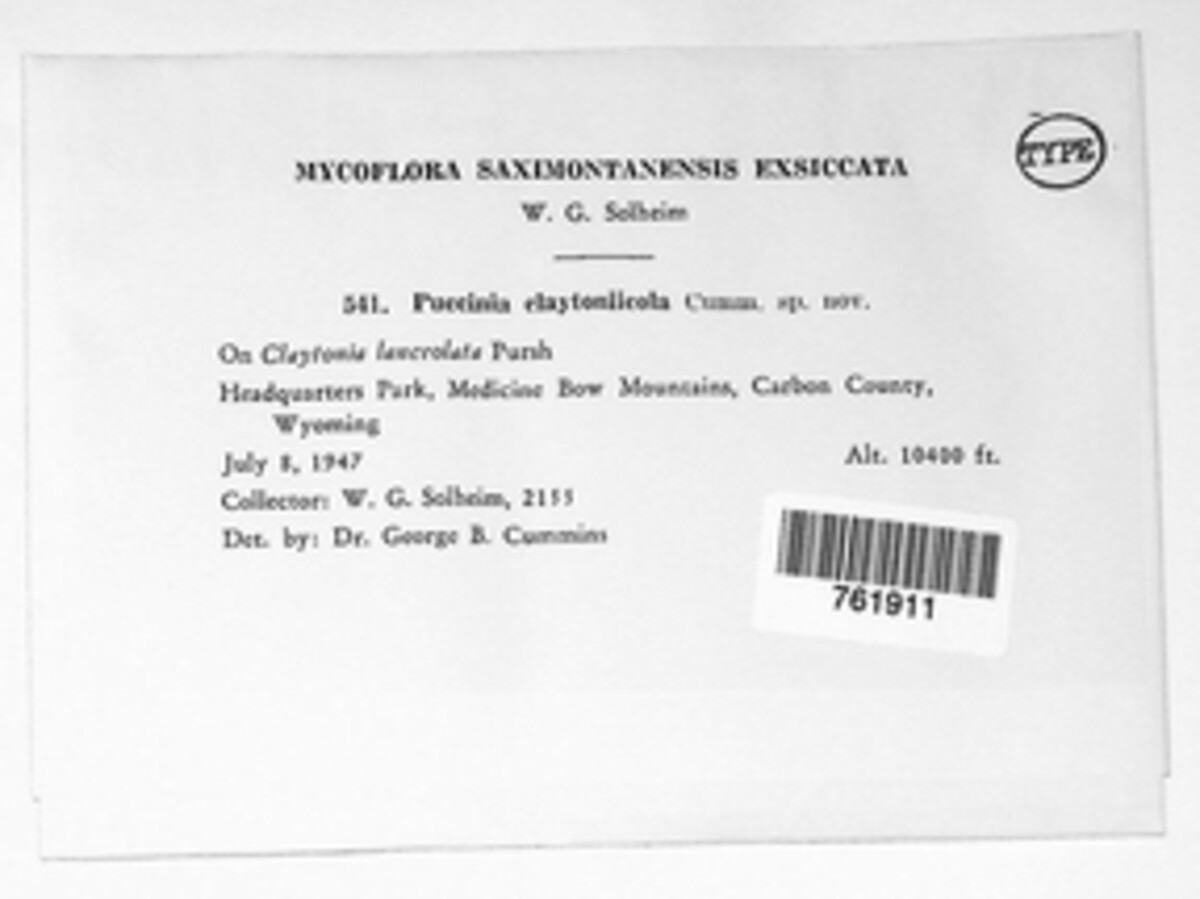 TYPE
MYCOFLORA SAXIMONTANENSIS EXSICCATA
W. G. Solheim
541. Puccinia claytoniicola Cumm. sp. nov.
On Claytonia lanceolata Pursh
Headquarters Park, Medicine Bow Mountains, Carbon County,
Wyoming
July 8, 1947 Alt. 10400 ft.
Collector: W. G. Solheim, 2155
Det. by: Dr. George B. Cummins
761911